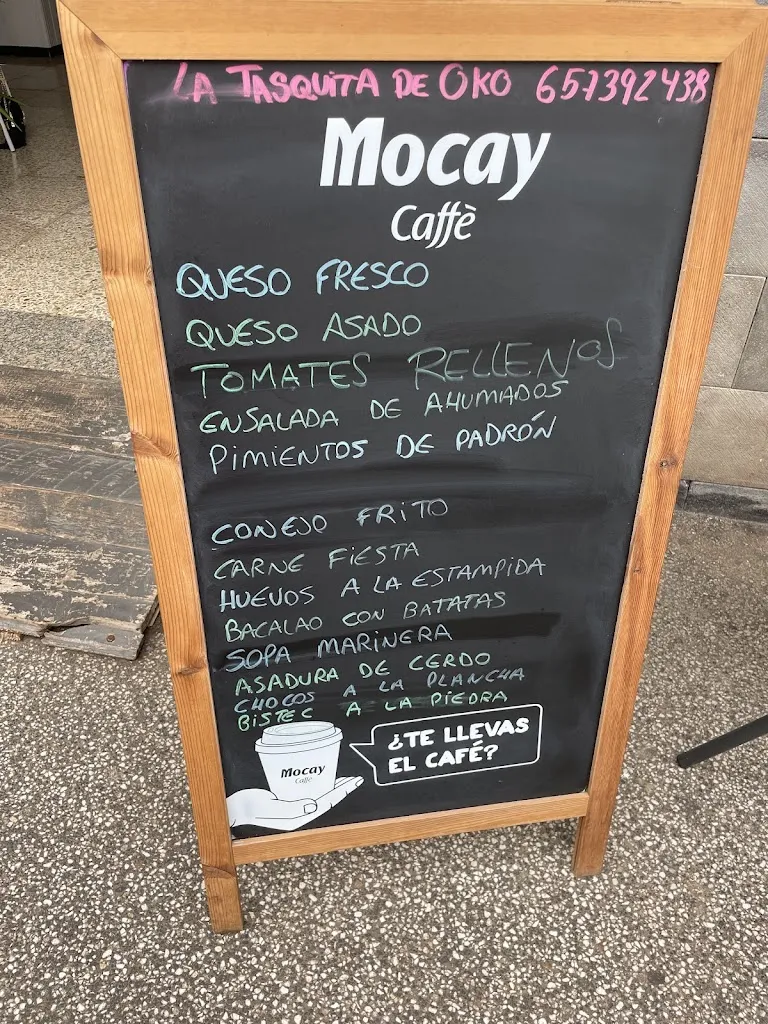 LA TASQUITA DE OKO 657392438
Mocay
Caffè
QUESO FRESCO
QUESO ASADO
TOMATES RELLENOS
ENSALADA DE AHUMADOS
PIMIENTOS DE PADRÓN
CONEJO FRITO
CARNE FIESTA
HUEVOS A LA ESTAMPIDA
BACALAO CON BATATAS
SOPA MARINERA
ASADURA DE CERDO
CHOCOS A LA PLANCHA
BISTEC A LA PIEDRA
¿TE LLEVAS
EL CAFÉ?
Mocay
Caffè